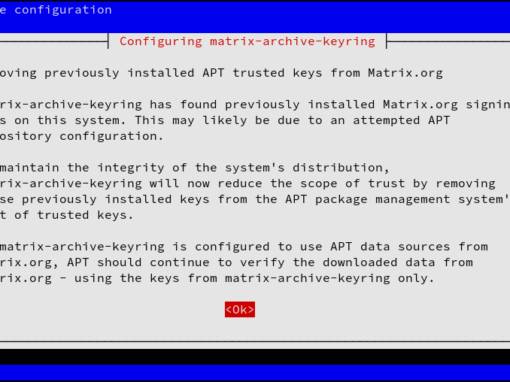 e configuration
Configuring matrix-archive-keyring
oving previously installed APT trusted keys from Matrix.org
rix-archive-keyring has found previously installed Matrix.org signin
s on this system. This may likely be due to an attempted APT
ository configuration.
maintain the integrity of the system's distribution,
rix-archive-keyring will now reduce the scope of trust by removing
se previously installed keys from the APT package management system'
t of trusted keys.
matrix-archive-keyring is configured to use APT data sources from
rix.org, APT should continue to verify the downloaded data from
rix.org - using the keys from matrix-archive-keyring only.
<Ok>